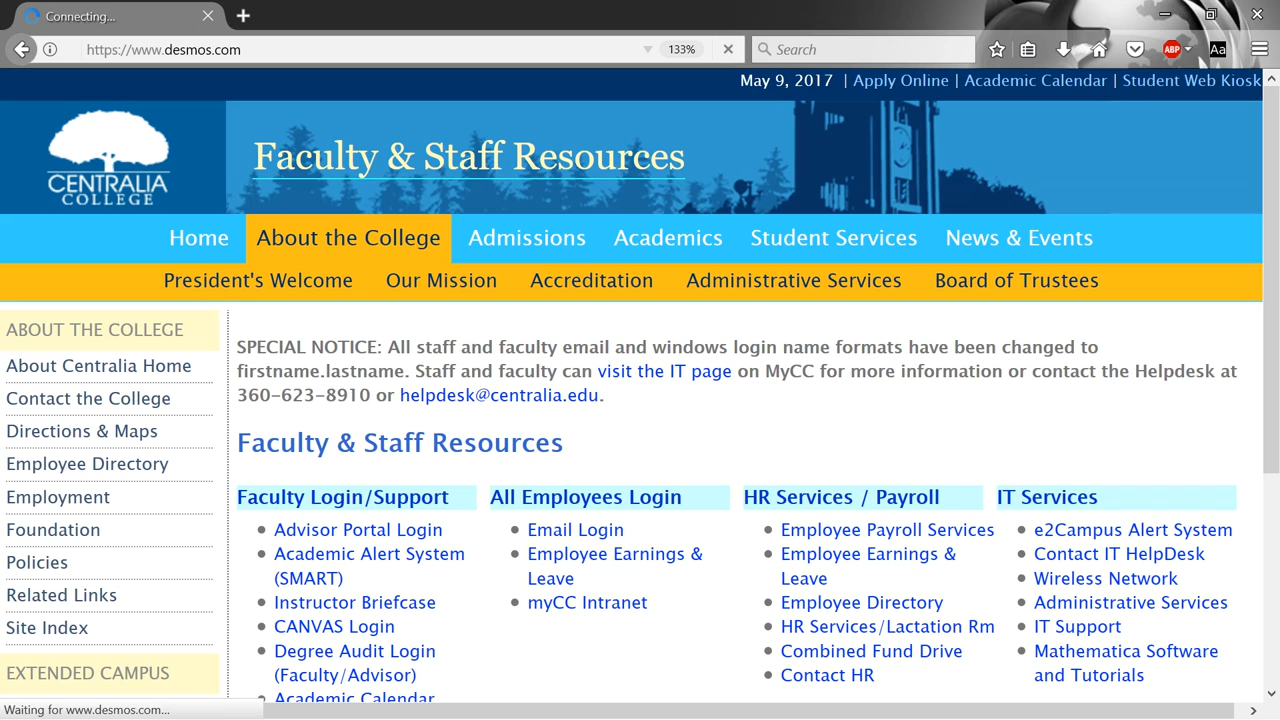 Connecting...
https://www.desmos.com
133%
Search
ABP
Aa
May 9, 2017 | Apply Online | Academic Calendar | Student Web Kiosk
CENTRALIA
COLLEGE
Faculty & Staff Resources
Home
About the College
Admissions
Academics
Student Services
News & Events
President's Welcome
Our Mission
Accreditation
Administrative Services
Board of Trustees
ABOUT THE COLLEGE
About Centralia Home
Contact the College
Directions & Maps
Employee Directory
Employment
Foundation
Policies
Related Links
Site Index
EXTENDED CAMPUS
SPECIAL NOTICE: All staff and faculty email and windows login name formats have been changed to
firstname.lastname. Staff and faculty can visit the IT page on MyCC for more information or contact the Helpdesk at
360-623-8910 or helpdesk@centralia.edu.
Faculty & Staff Resources
Faculty Login/Support
Advisor Portal Login
Academic Alert System
(SMART)
Instructor Briefcase
CANVAS Login
Degree Audit Login
(Faculty/Advisor)
Academic Calendar
All Employees Login
Email Login
Employee Earnings &
Leave
myCC Intranet
HR Services / Payroll
Employee Payroll Services
Employee Earnings &
Leave
Employee Directory
HR Services/Lactation Rm
Combined Fund Drive
Contact HR
IT Services
e2Campus Alert System
Contact IT HelpDesk
Wireless Network
Administrative Services
IT Support
Mathematica Software
and Tutorials
Waiting for www.desmos.com...